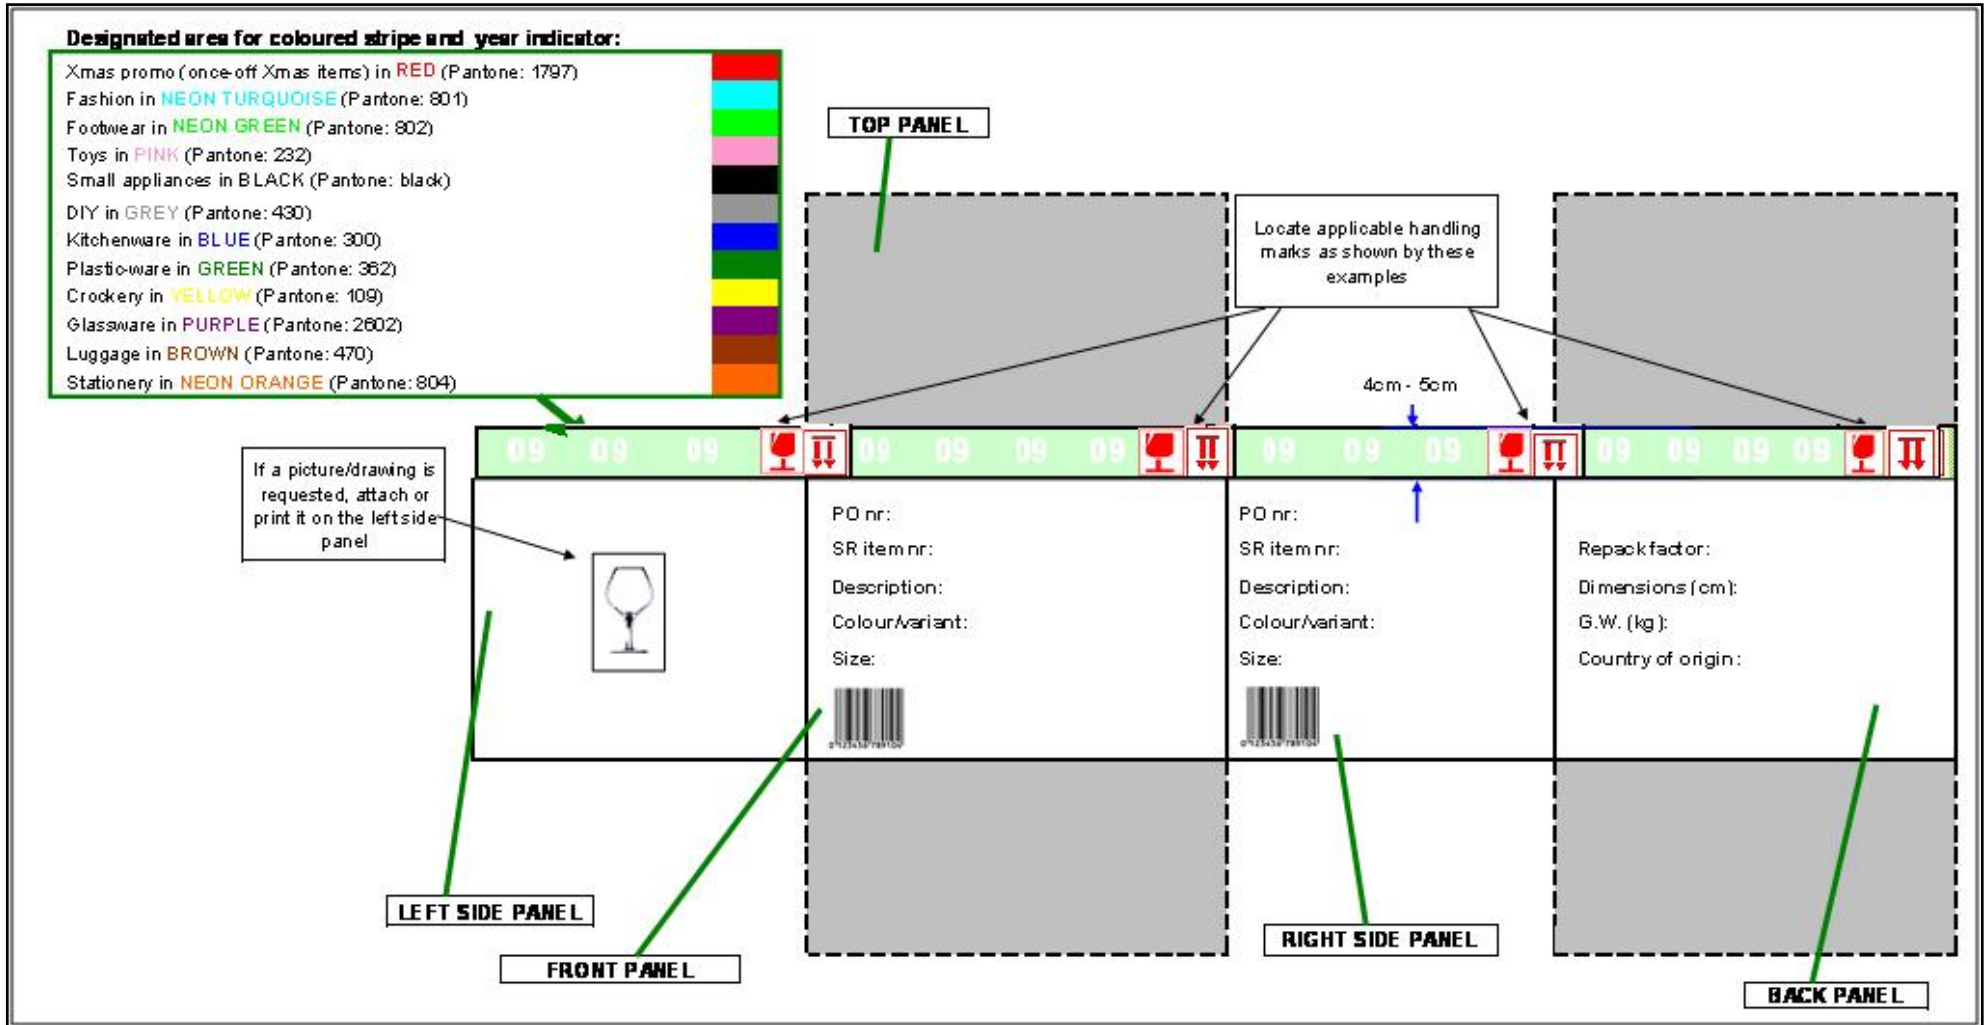 Designated area for coloured stripe and year indicator:
Xmas promo (once-off Xmas items) in RED (Pantone: 1797)
Fashion in NEON TURQUOISE (Pantone: 801)
Footwear in NEON GREEN (Pantone: 802)
Toys in PINK (Pantone: 232)
Small appliances in BLACK (Pantone: black)
DIY in GREY (Pantone: 430)
Kitchenware in BLUE (Pantone: 300)
Plastic-ware in GREEN (Pantone: 362)
Crockery in YELLOW (Pantone: 109)
Glassware in PURPLE (Pantone: 2602)
Luggage in BROWN (Pantone: 470)
Stationery in NEON ORANGE (Pantone: 804)
TOP PANEL
Locate applicable handling
marks as shown by these
examples
4cm - 5cm
09 09 09 09 09 09 09 09 09 09 09 09 09 09
If a picture/drawing is
requested, attach or
print it on the left side
panel
PO nr:
SR item nr:
Description:
Colour/variant:
Size:
0 123456 789104
PO nr:
SR item nr:
Description:
Colour/variant:
Size:
0 123456 789104
Repack factor:
Dimensions (cm):
G.W. (kg):
Country of origin:
LEFT SIDE PANEL
FRONT PANEL
RIGHT SIDE PANEL
BACK PANEL